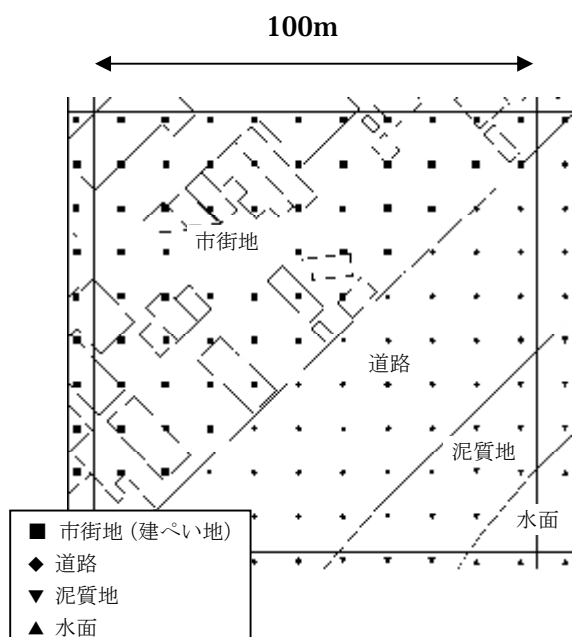 100m
市街地
道路
泥質地
水面
■ 市街地（建ぺい地）
◆ 道路
▼ 泥質地
▲ 水面